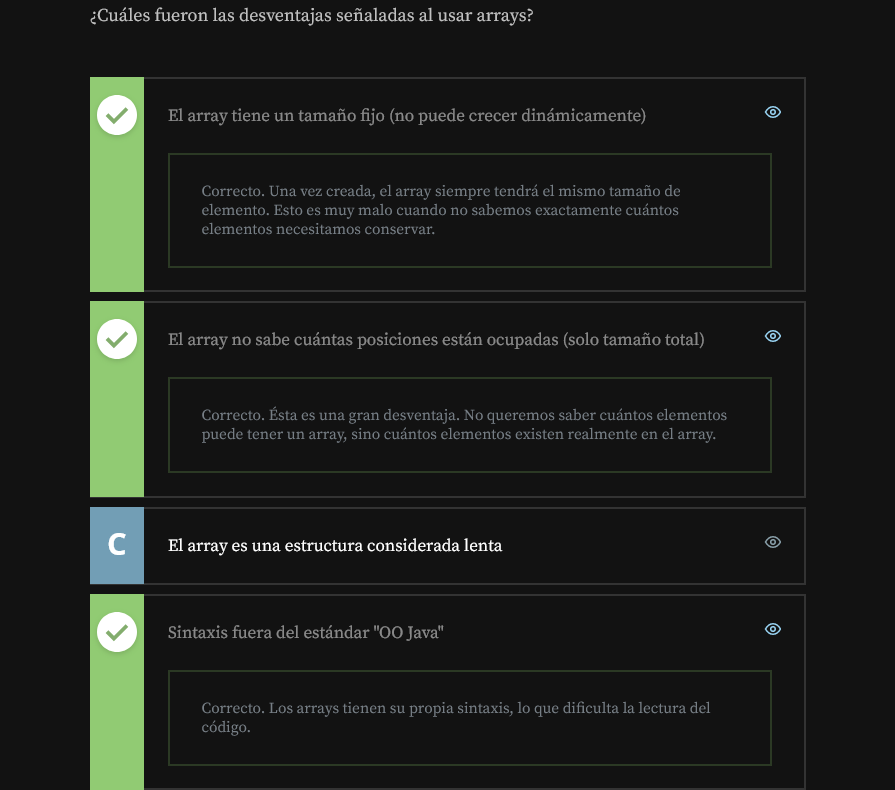 ¿Cuáles fueron las desventajas señaladas al usar arrays?
El array tiene un tamaño fijo (no puede crecer dinámicamente)
Correcto. Una vez creada, el array siempre tendrá el mismo tamaño de
elemento. Esto es muy malo cuando no sabemos exactamente cuántos
elementos necesitamos conservar.
El array no sabe cuántas posiciones están ocupadas (solo tamaño total)
Correcto. Ésta es una gran desventaja. No queremos saber cuántos elementos
puede tener un array, sino cuántos elementos existen realmente en el array.
C
El array es una estructura considerada lenta
Sintaxis fuera del estándar "OO Java"
Correcto. Los arrays tienen su propia sintaxis, lo que dificulta la lectura del
código.